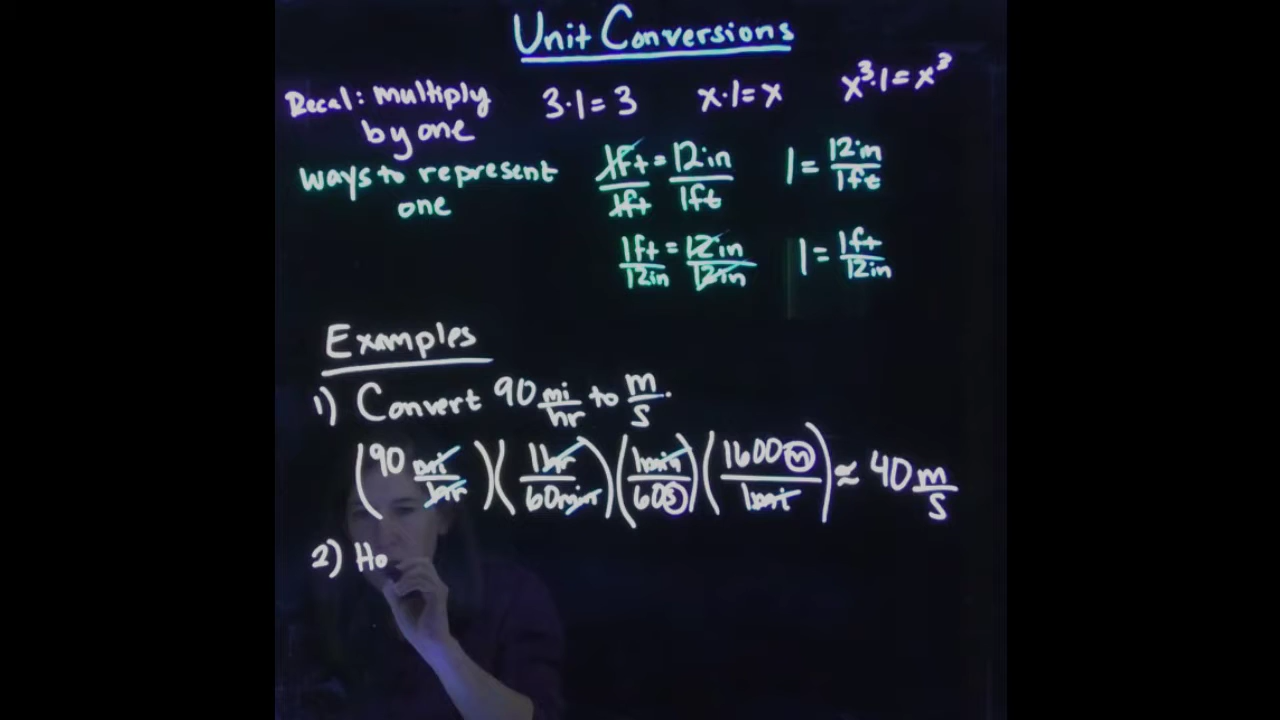 Unit Conversions
Recal: multiply by one 3·1=3 x·1=x x³·1=x³
ways to represent one
1ft/1ft = 12in/1ft 1 = 12in/1ft
1ft/12in = 12in/12in 1 = 1ft/12in
Examples
1) Convert 90 mi/hr to m/s.
(90 mi/hr)(1hr/60min)(1min/60s)(1600m/1mi) ≈ 40 m/s
2) Ho